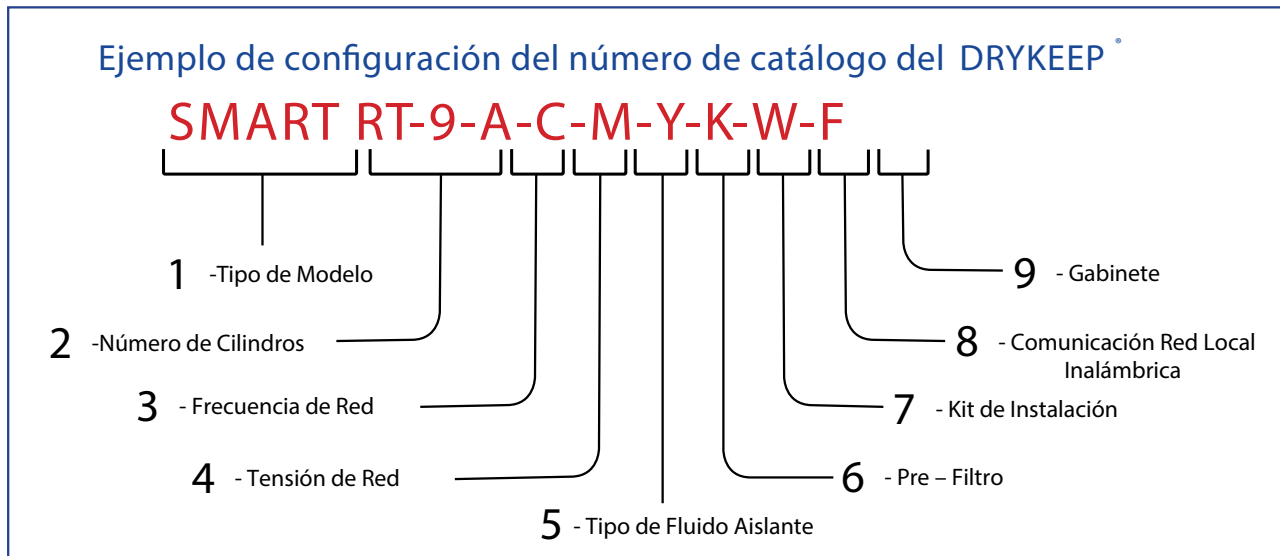 Ejemplo de configuración del número de catálogo del DRYKEEP®
SMART RT-9-A-C-M-Y-K-W-F
1 -Tipo de Modelo
2 -Número de Cilindros
3 - Frecuencia de Red
4 - Tensión de Red
5 - Tipo de Fluido Aislante
6 - Pre – Filtro
7 - Kit de Instalación
8 - Comunicación Red Local
Inalámbrica
9 - Gabinete